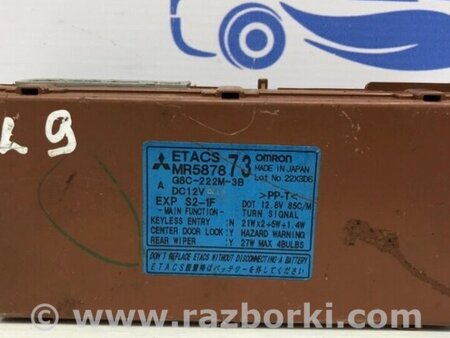 L9
ETACS 73 OMRON
MR5878 MADE IN JAPAN
A G8C-222M-3B Lot No. 22X3D6
DC12V >PP-T<
EXP S2-1F DOT 12.8V 85C/M
-MAIN FUNCTION- TURN SIGNAL
KEYLESS ENTRY :N 21W×2+5W+1.4W
CENTER DOOR LOCK :Y HAZARD WARNING
REAR WIPER :Y 27W MAX 4BULBS
DON'T REPLACE ETACS WITHOUT DISCONNECTING A BATTERY
ETACS脱着時はバッテリーを外して下さい
www.razborki.com